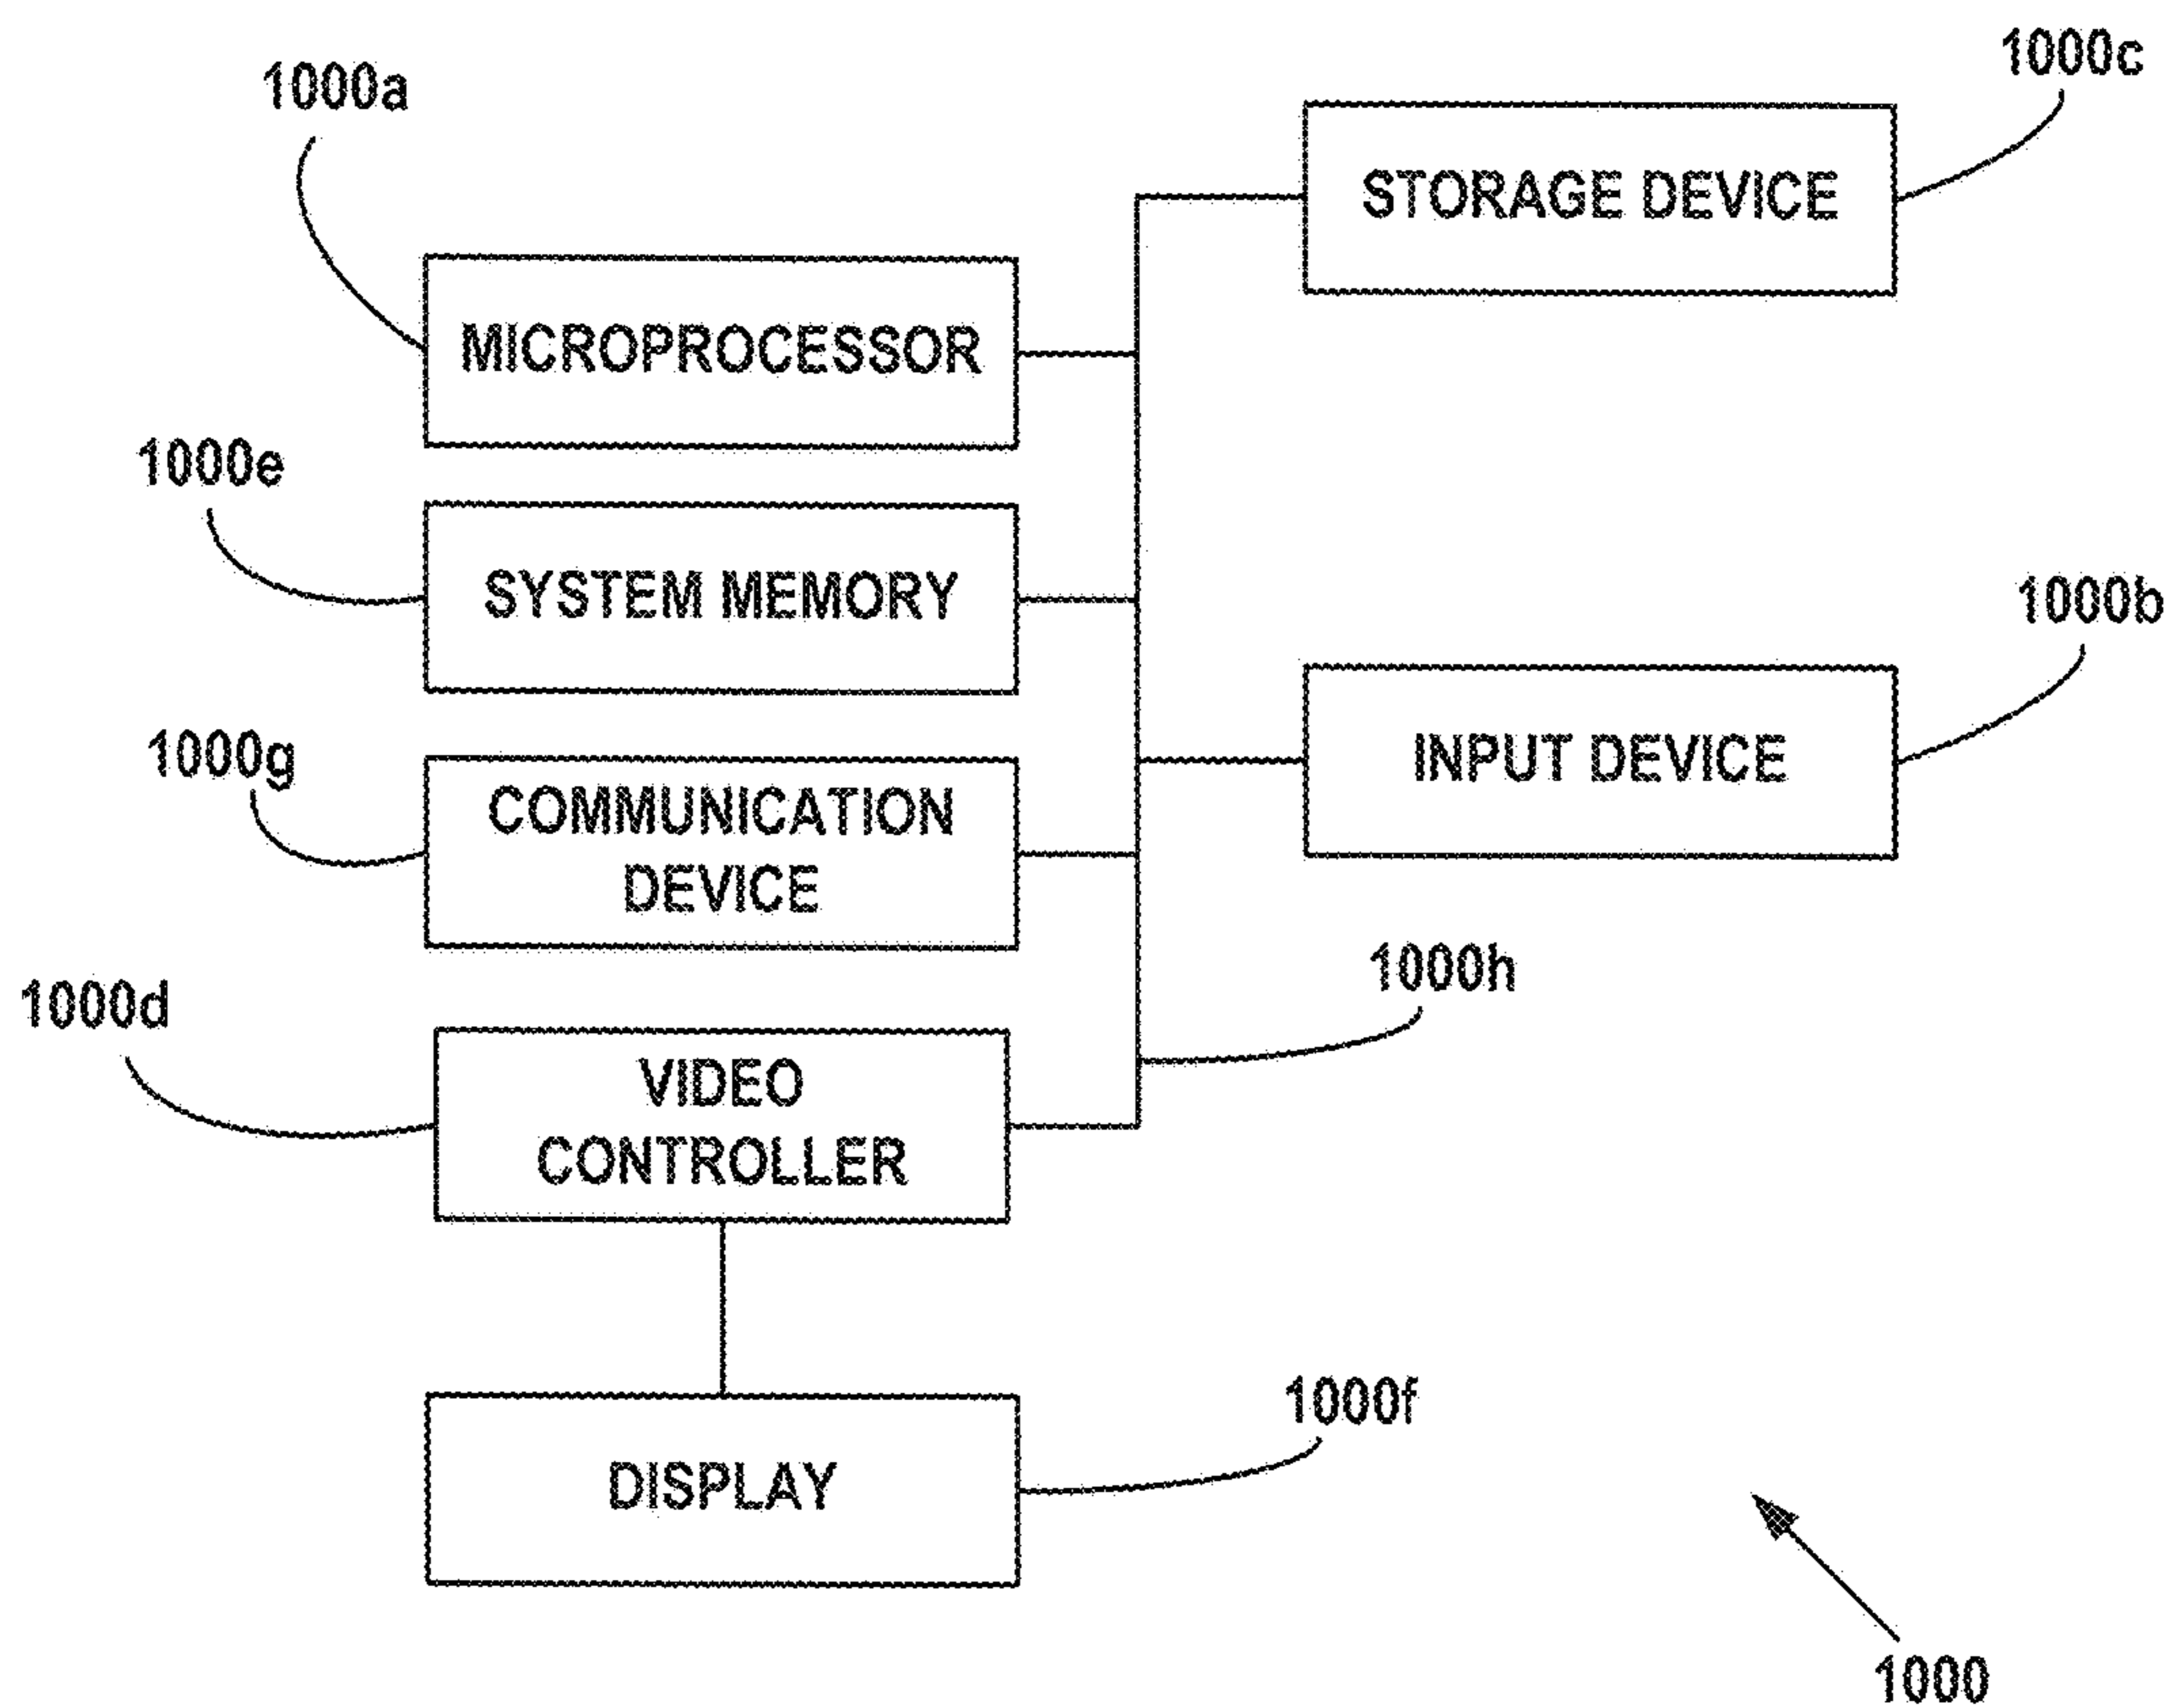 1000c
1000a
STORAGE DEVICE
MICROPROCESSOR
1000e
SYSTEM MEMORY
1000b
1000g
INPUT DEVICE
COMMUNICATION
DEVICE
1000h
1000d
VIDEO
CONTROLLER
1000f
DISPLAY
1000